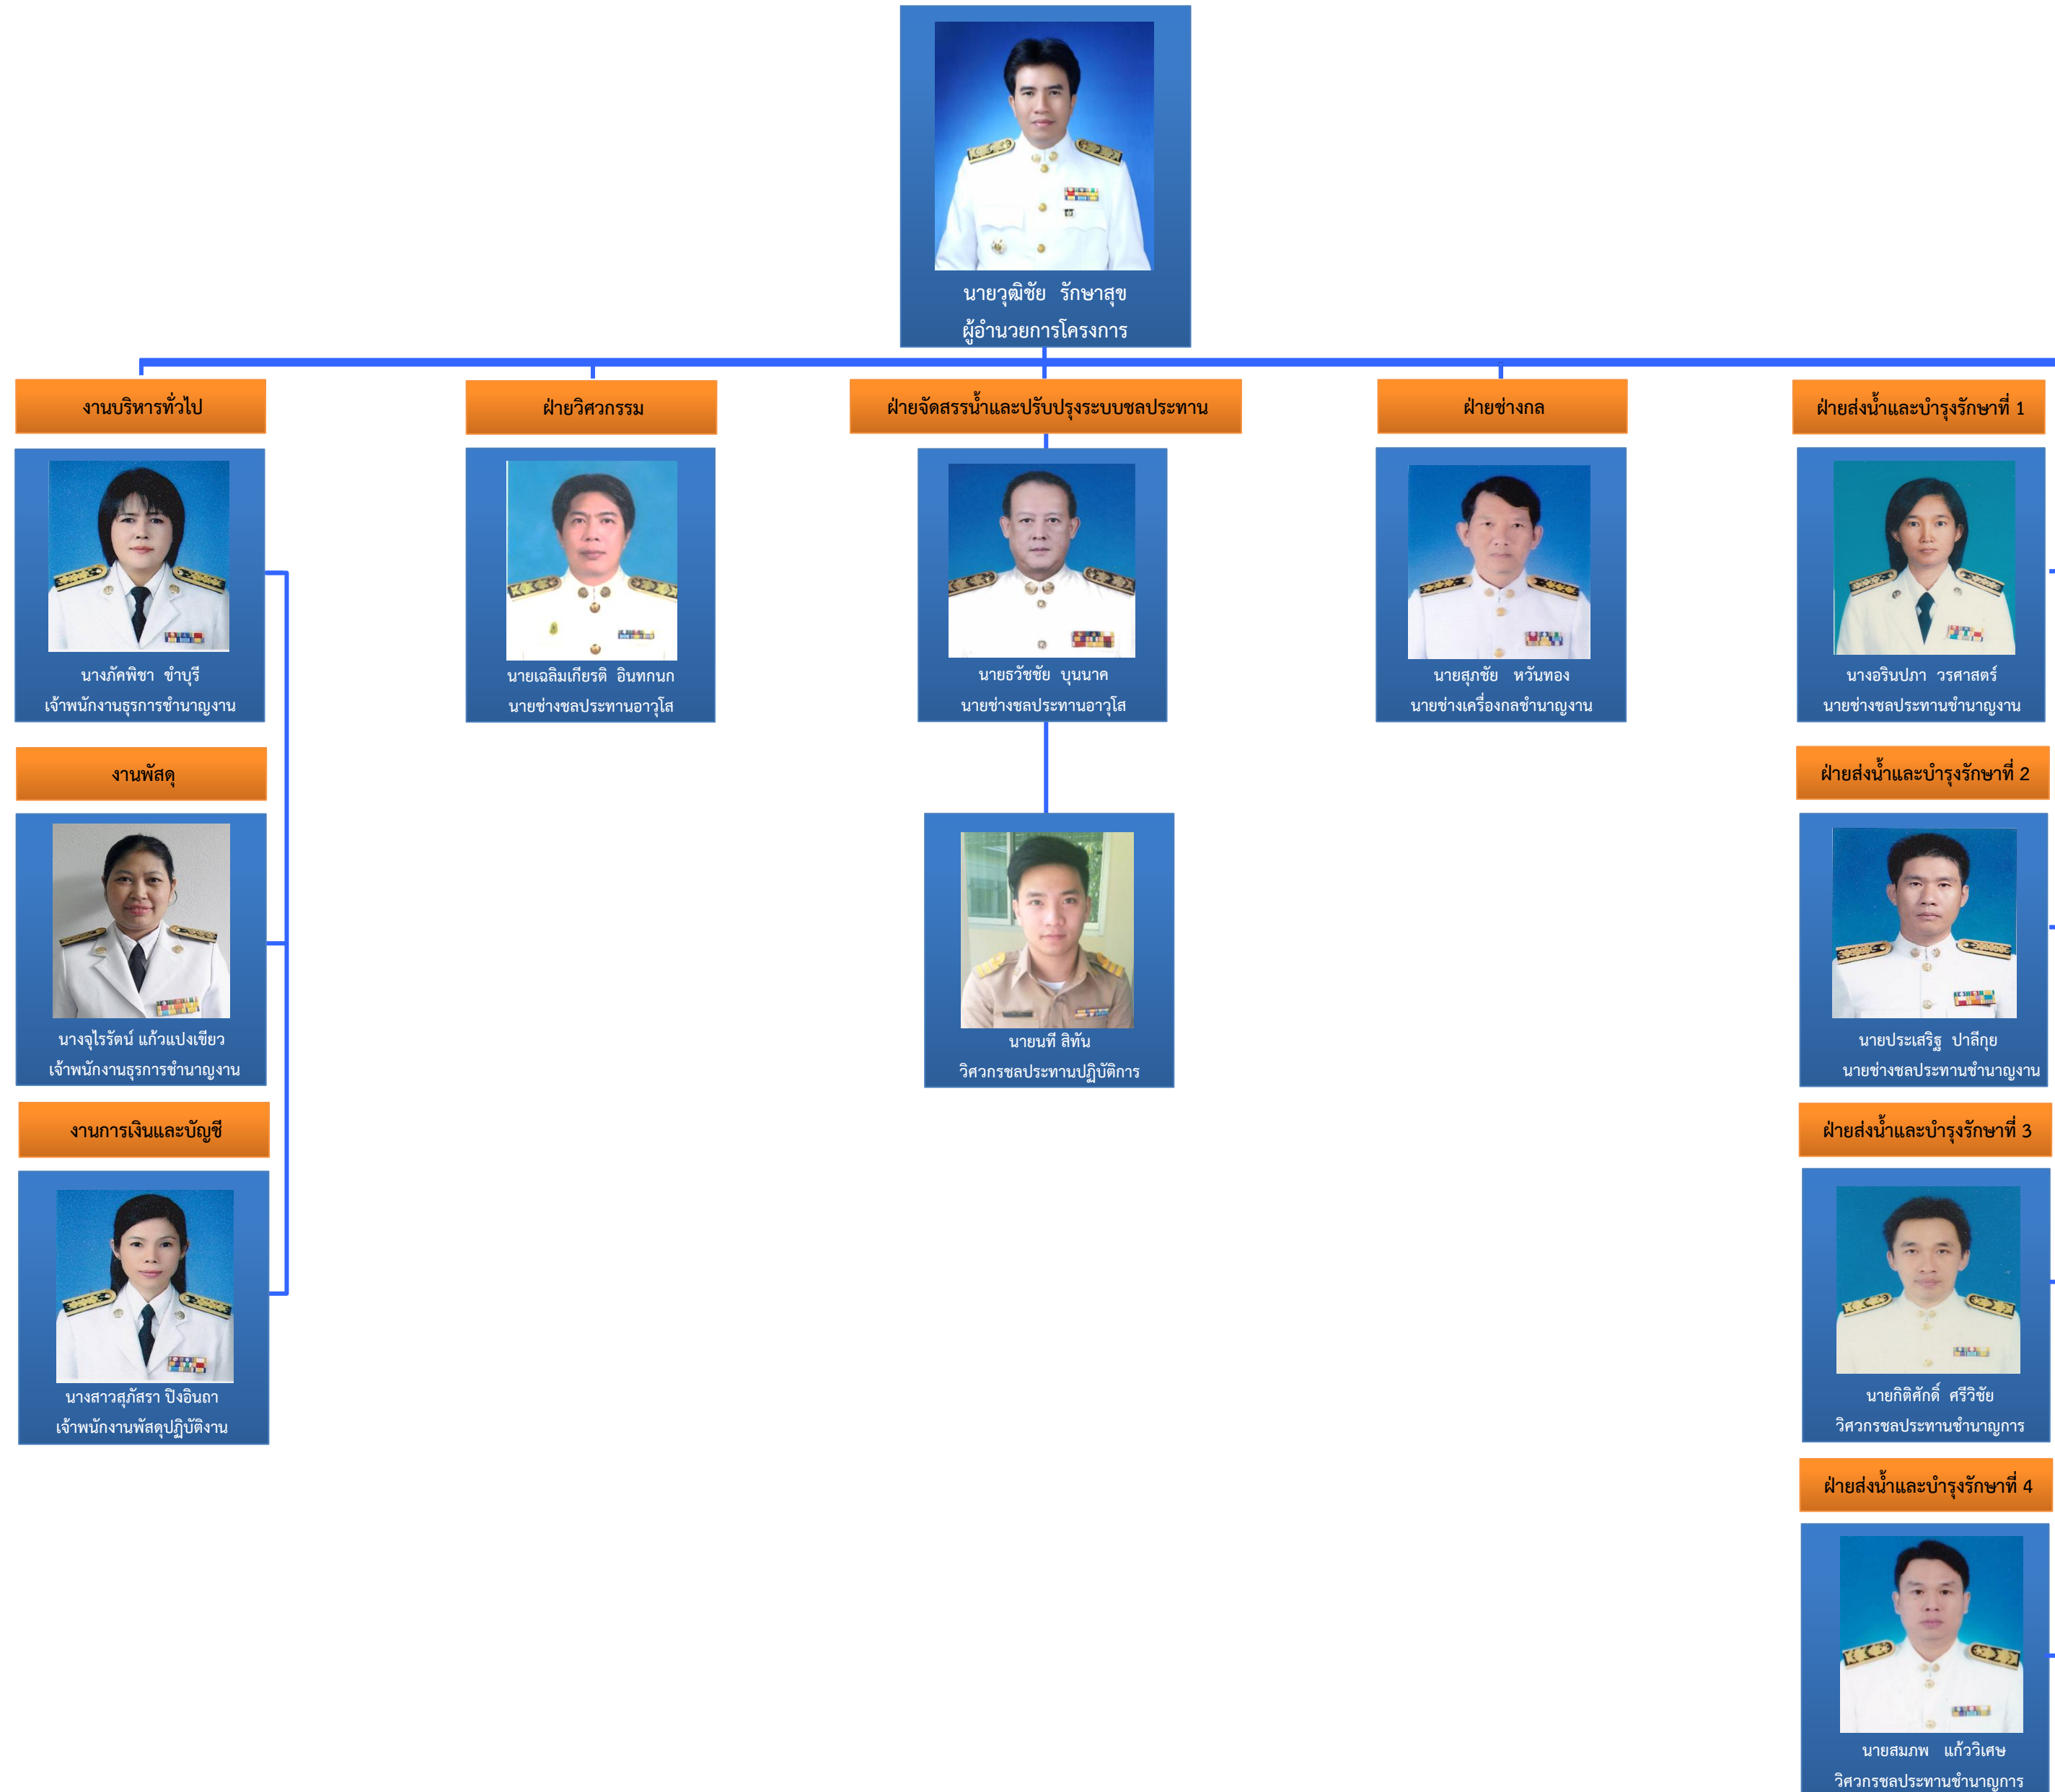 นายวุฒิชัย รักษาสุข
ผู้อำนวยการโครงการ
งานบริหารทั่วไป
ฝ่ายวิศวกรรม
ฝ่ายจัดสรรน้ำและปรับปรุงระบบชลประทาน
ฝ่ายช่างกล
ฝ่ายส่งน้ำและบำรุงรักษาที่ 1
นางภัคพิชา ขำบุรี
เจ้าพนักงานธุรการชำนาญงาน
นายเฉลิมเกียรติ อินทกนก
นายช่างชลประทานอาวุโส
นายธวัชชัย บุนนาค
นายช่างชลประทานอาวุโส
นายสุภชัย หวันทอง
นายช่างเครื่องกลชำนาญงาน
นางอรินปภา วรศาสตร์
นายช่างชลประทานชำนาญงาน
งานพัสดุ
ฝ่ายส่งน้ำและบำรุงรักษาที่ 2
นางจุไรรัตน์ แก้วแปงเขียว
เจ้าพนักงานธุรการชำนาญงาน
นายนที สิทัน
วิศวกรชลประทานปฏิบัติการ
นายประเสริฐ ปาลีกุย
นายช่างชลประทานชำนาญงาน
งานการเงินและบัญชี
ฝ่ายส่งน้ำและบำรุงรักษาที่ 3
นางสาวสุภัสรา ปิงอินถา
เจ้าพนักงานพัสดุปฏิบัติงาน
นายกิติศักดิ์ ศรีวิชัย
วิศวกรชลประทานชำนาญการ
ฝ่ายส่งน้ำและบำรุงรักษาที่ 4
นายสมภพ แก้ววิเศษ
วิศวกรชลประทานชำนาญการ